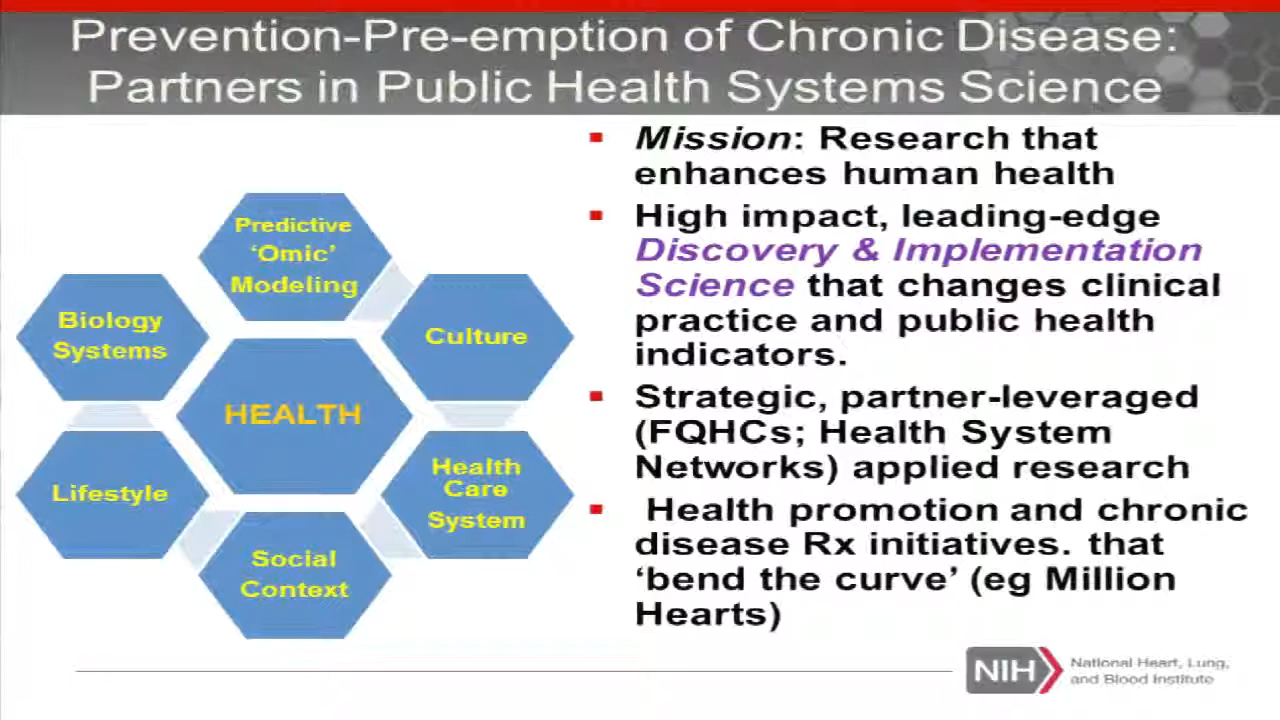 Prevention-Pre-emption of Chronic Disease:
Partners in Public Health Systems Science
Predictive
‘Omic’
Modeling
Biology
Systems
Culture
HEALTH
Lifestyle
Health
Care
System
Social
Context
Mission: Research that
enhances human health
High impact, leading-edge
Discovery & Implementation
Science that changes clinical
practice and public health
indicators.
Strategic, partner-leveraged
(FQHCs; Health System
Networks) applied research
Health promotion and chronic
disease Rx initiatives. that
‘bend the curve’ (eg Million
Hearts)
NIH
National Heart, Lung,
and Blood Institute